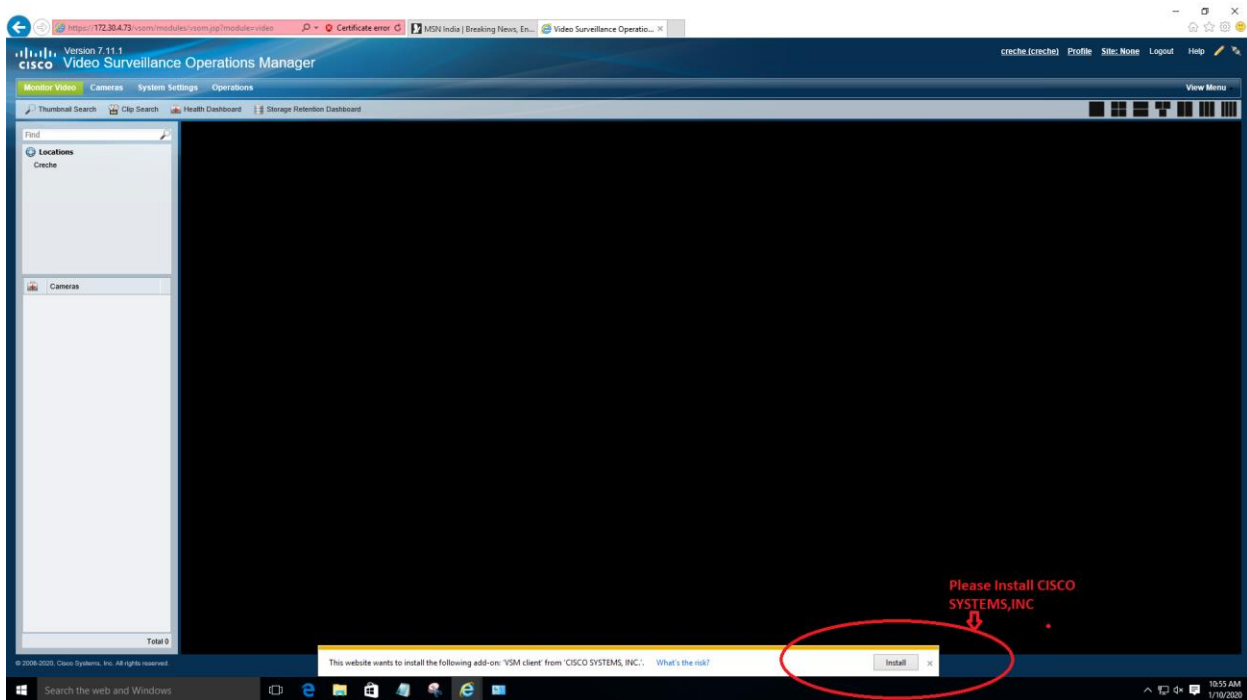 https://172.30.4.73/vsom/modules/vsom.jsp?module=video
Certificate error
MSN India | Breaking News, En...
Video Surveillance Operatio...
cisco
Version 7.11.1
Video Surveillance Operations Manager
creche (creche) Profile Site: None Logout Help
Monitor Video Cameras System Settings Operations
View Menu
Thumbnail Search Clip Search Health Dashboard Storage Retention Dashboard
Find
Locations
Creche
Cameras
Please Install CISCO
SYSTEMS,INC
Total 0
© 2006-2020, Cisco Systems, Inc. All rights reserved.
This website wants to install the following add-on: 'VSM client' from 'CISCO SYSTEMS, INC.'. What's the risk?
Install
Search the web and Windows
10:55 AM
1/10/2020